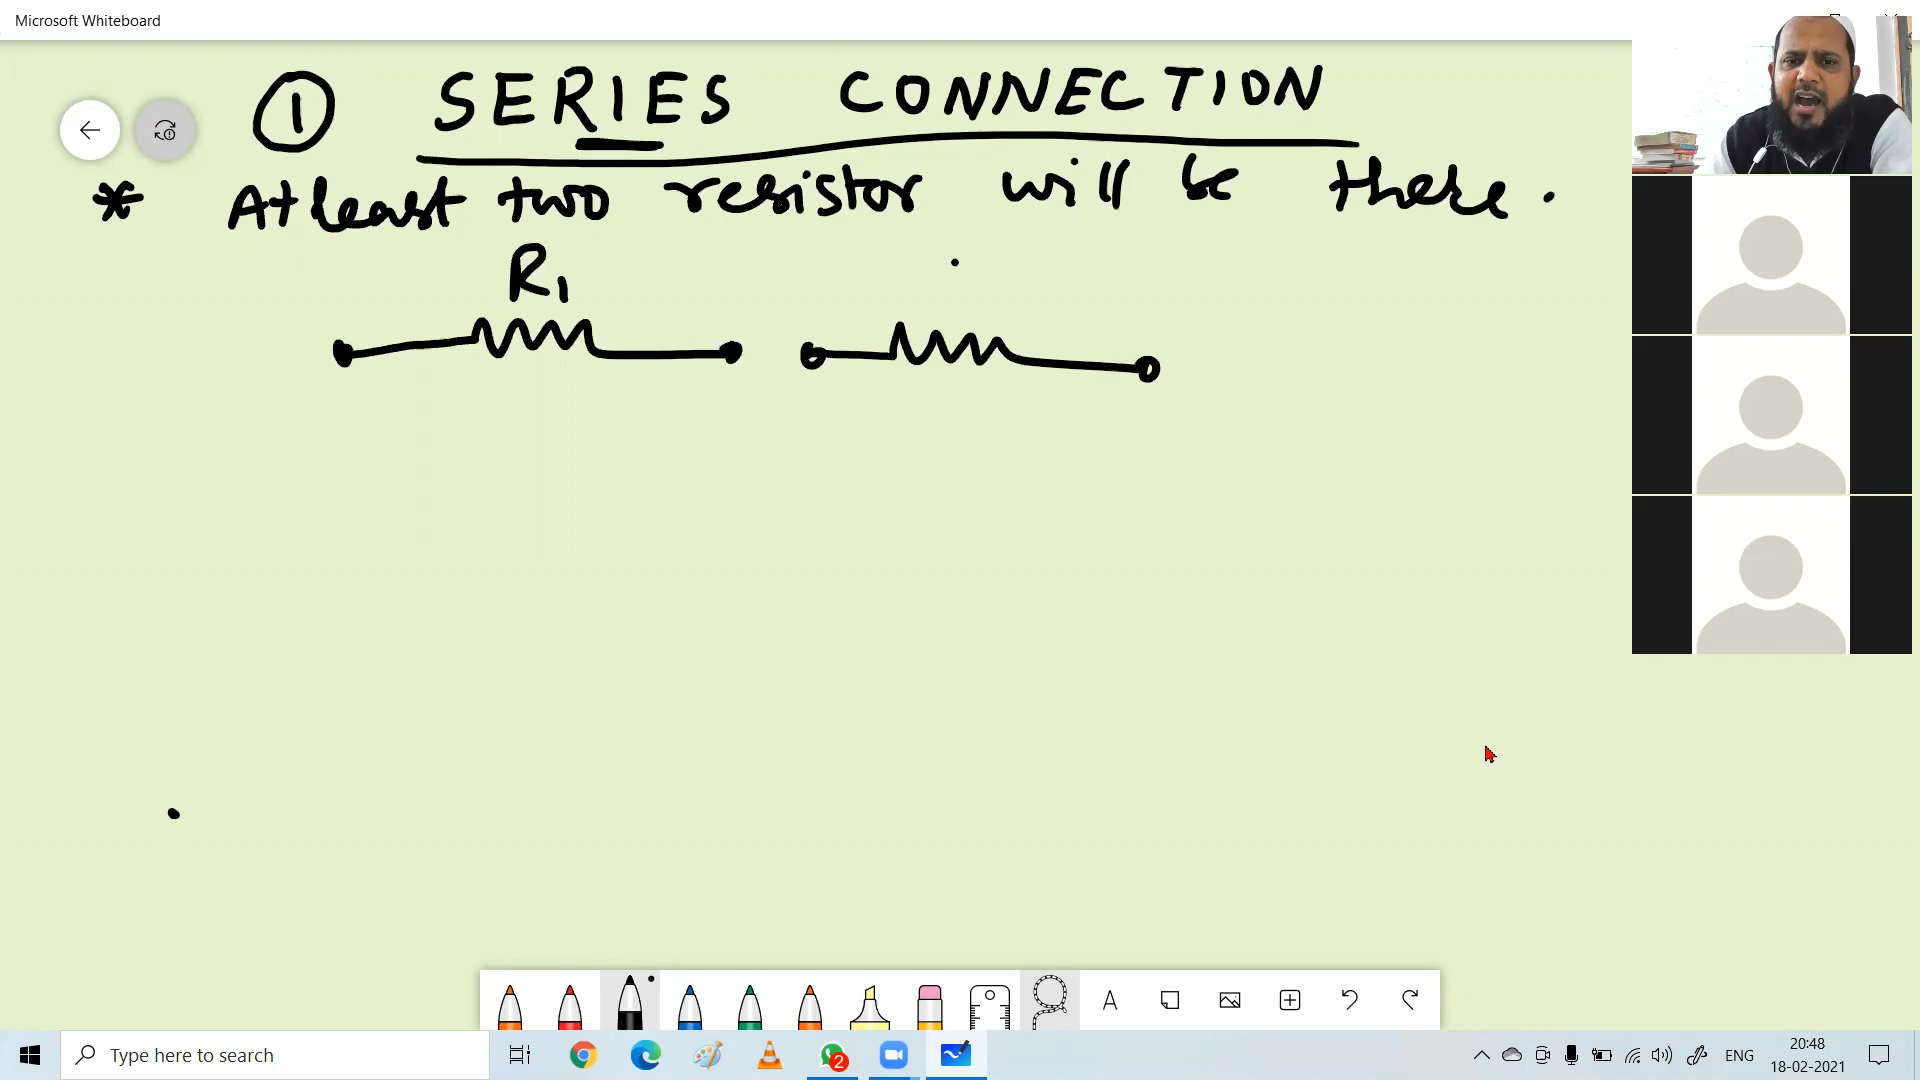 Microsoft Whiteboard
1 SERIES CONNECTION
* Atleast two resistor will be there.
R1
A
Type here to search
2
ENG
20:48
18-02-2021